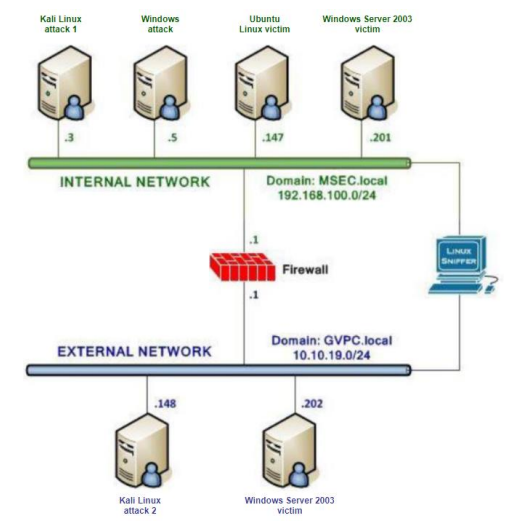 Kali Linux
attack 1
Windows
attack
Ubuntu
Linux victim
Windows Server 2003
victim
.3
.5
.147
.201
INTERNAL NETWORK
Domain: MSEC.local
192.168.100.0/24
.1
Firewall
.1
LINUX
SNIFFER
EXTERNAL NETWORK
Domain: GVPC.local
10.10.19.0/24
.148
.202
Kali Linux
attack 2
Windows Server 2003
victim